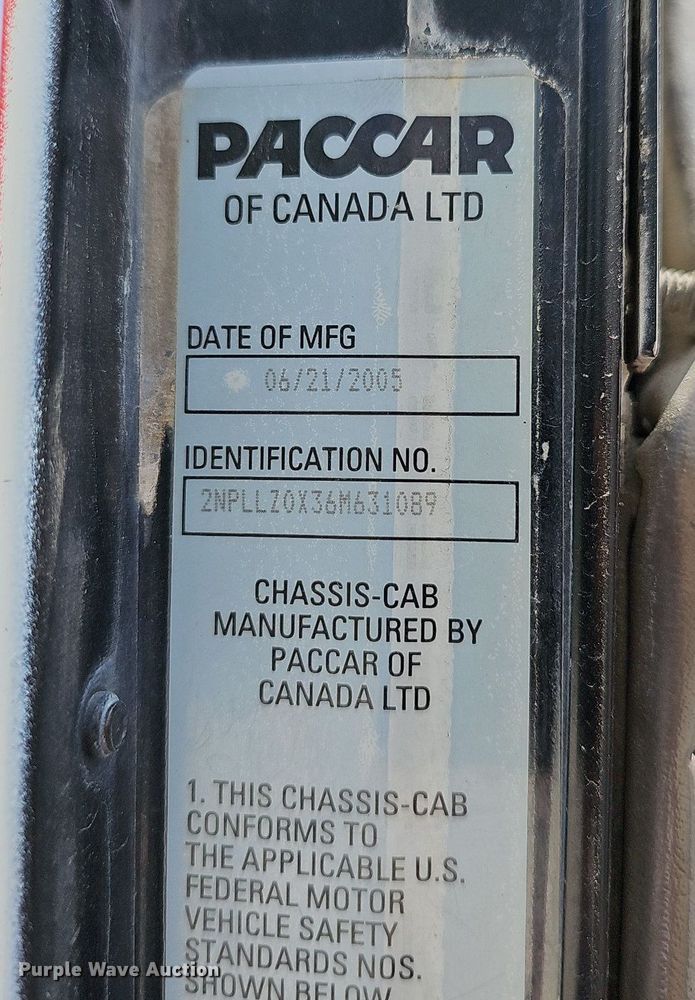 PACCAR
OF CANADA LTD
DATE OF MFG
06/21/2005
IDENTIFICATION NO.
2NPLLZ0X36M631089
CHASSIS-CAB
MANUFACTURED BY
PACCAR OF
CANADA LTD
1. THIS CHASSIS-CAB
CONFORMS TO
THE APPLICABLE U.S.
FEDERAL MOTOR
VEHICLE SAFETY
STANDARDS NOS.
SHOWN BELOW
Purple Wave Auction